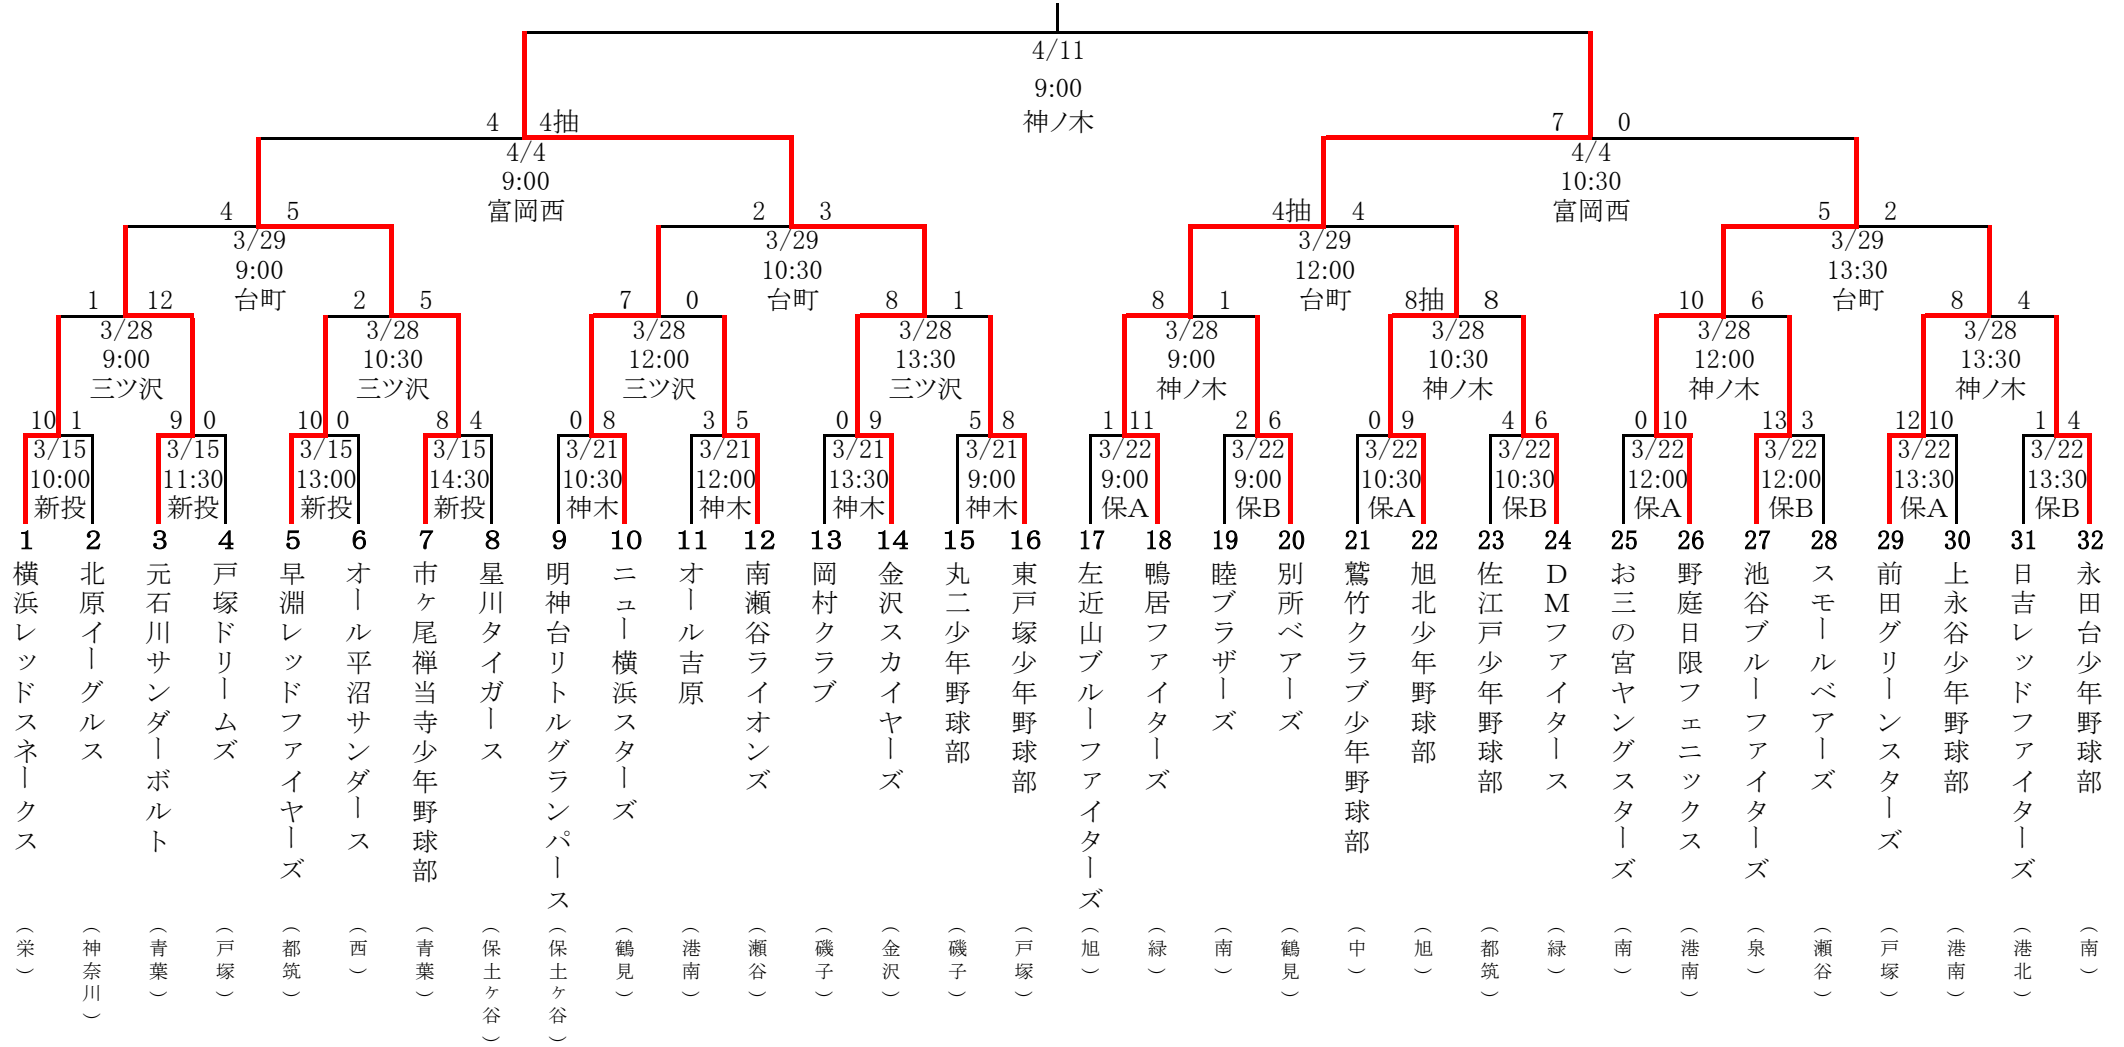 4/11
9:00
神ノ木
4 4抽 7 0
4/4 4/4
9:00 10:30
富岡西 富岡西
4 5 2 3 4抽 4 5 2
3/29 3/29 3/29 3/29
9:00 10:30 12:00 13:30
台町 台町 台町 台町
1 12 2 5 7 0 8 1 8 1 8抽 8 10 6 8 4
3/28 3/28 3/28 3/28 3/28 3/28 3/28 3/28
9:00 10:30 12:00 13:30 9:00 10:30 12:00 13:30
三ツ沢 三ツ沢 三ツ沢 三ツ沢 神ノ木 神ノ木 神ノ木 神ノ木
10 1 9 0 10 0 8 4 0 8 3 5 0 9 5 8 1 11 2 6 0 9 4 6 0 10 13 3 12 10 1 4
3/15 3/15 3/15 3/15 3/21 3/21 3/21 3/21 3/22 3/22 3/22 3/22 3/22 3/22 3/22 3/22
10:00 11:30 13:00 14:30 10:30 12:00 13:30 9:00 9:00 9:00 10:30 10:30 12:00 12:00 13:30 13:30
新投 新投 新投 新投 神木 神木 神木 神木 保A 保B 保A 保B 保A 保B 保A 保B
1 2 3 4 5 6 7 8 9 10 11 12 13 14 15 16 17 18 19 20 21 22 23 24 25 26 27 28 29 30 31 32
横浜レッドスネークス
北原イーグルス
元石川サンダーボルト
戸塚ドリームズ
早淵レッドファイヤーズ
オール平沼サンダース
市ヶ尾禅当寺少年野球部
星川タイガース
明神台リトルグランパース
ニュー横浜スターズ
オール吉原
南瀬谷ライオンズ
岡村クラブ
金沢スカイヤーズ
丸二少年野球部
東戸塚少年野球部
左近山ブルーファイターズ
鴨居ファイターズ
睦ブラザーズ
別所ベアーズ
鷲竹クラブ少年野球部
旭北少年野球部
佐江戸少年野球部
DMファイタース
お三の宮ヤングスターズ
野庭日限フェニックス
池谷ブルーファイターズ
スモールベアーズ
前田グリーンスターズ
上永谷少年野球部
日吉レッドファイターズ
永田台少年野球部
（栄）
（神奈川）
（青葉）
（戸塚）
（都筑）
（西）
（青葉）
（保土ヶ谷）
（保土ヶ谷）
（鶴見）
（港南）
（瀬谷）
（磯子）
（金沢）
（磯子）
（戸塚）
（旭）
（緑）
（南）
（鶴見）
（中）
（旭）
（都筑）
（緑）
（南）
（港南）
（泉）
（瀬谷）
（戸塚）
（港南）
（港北）
（南）